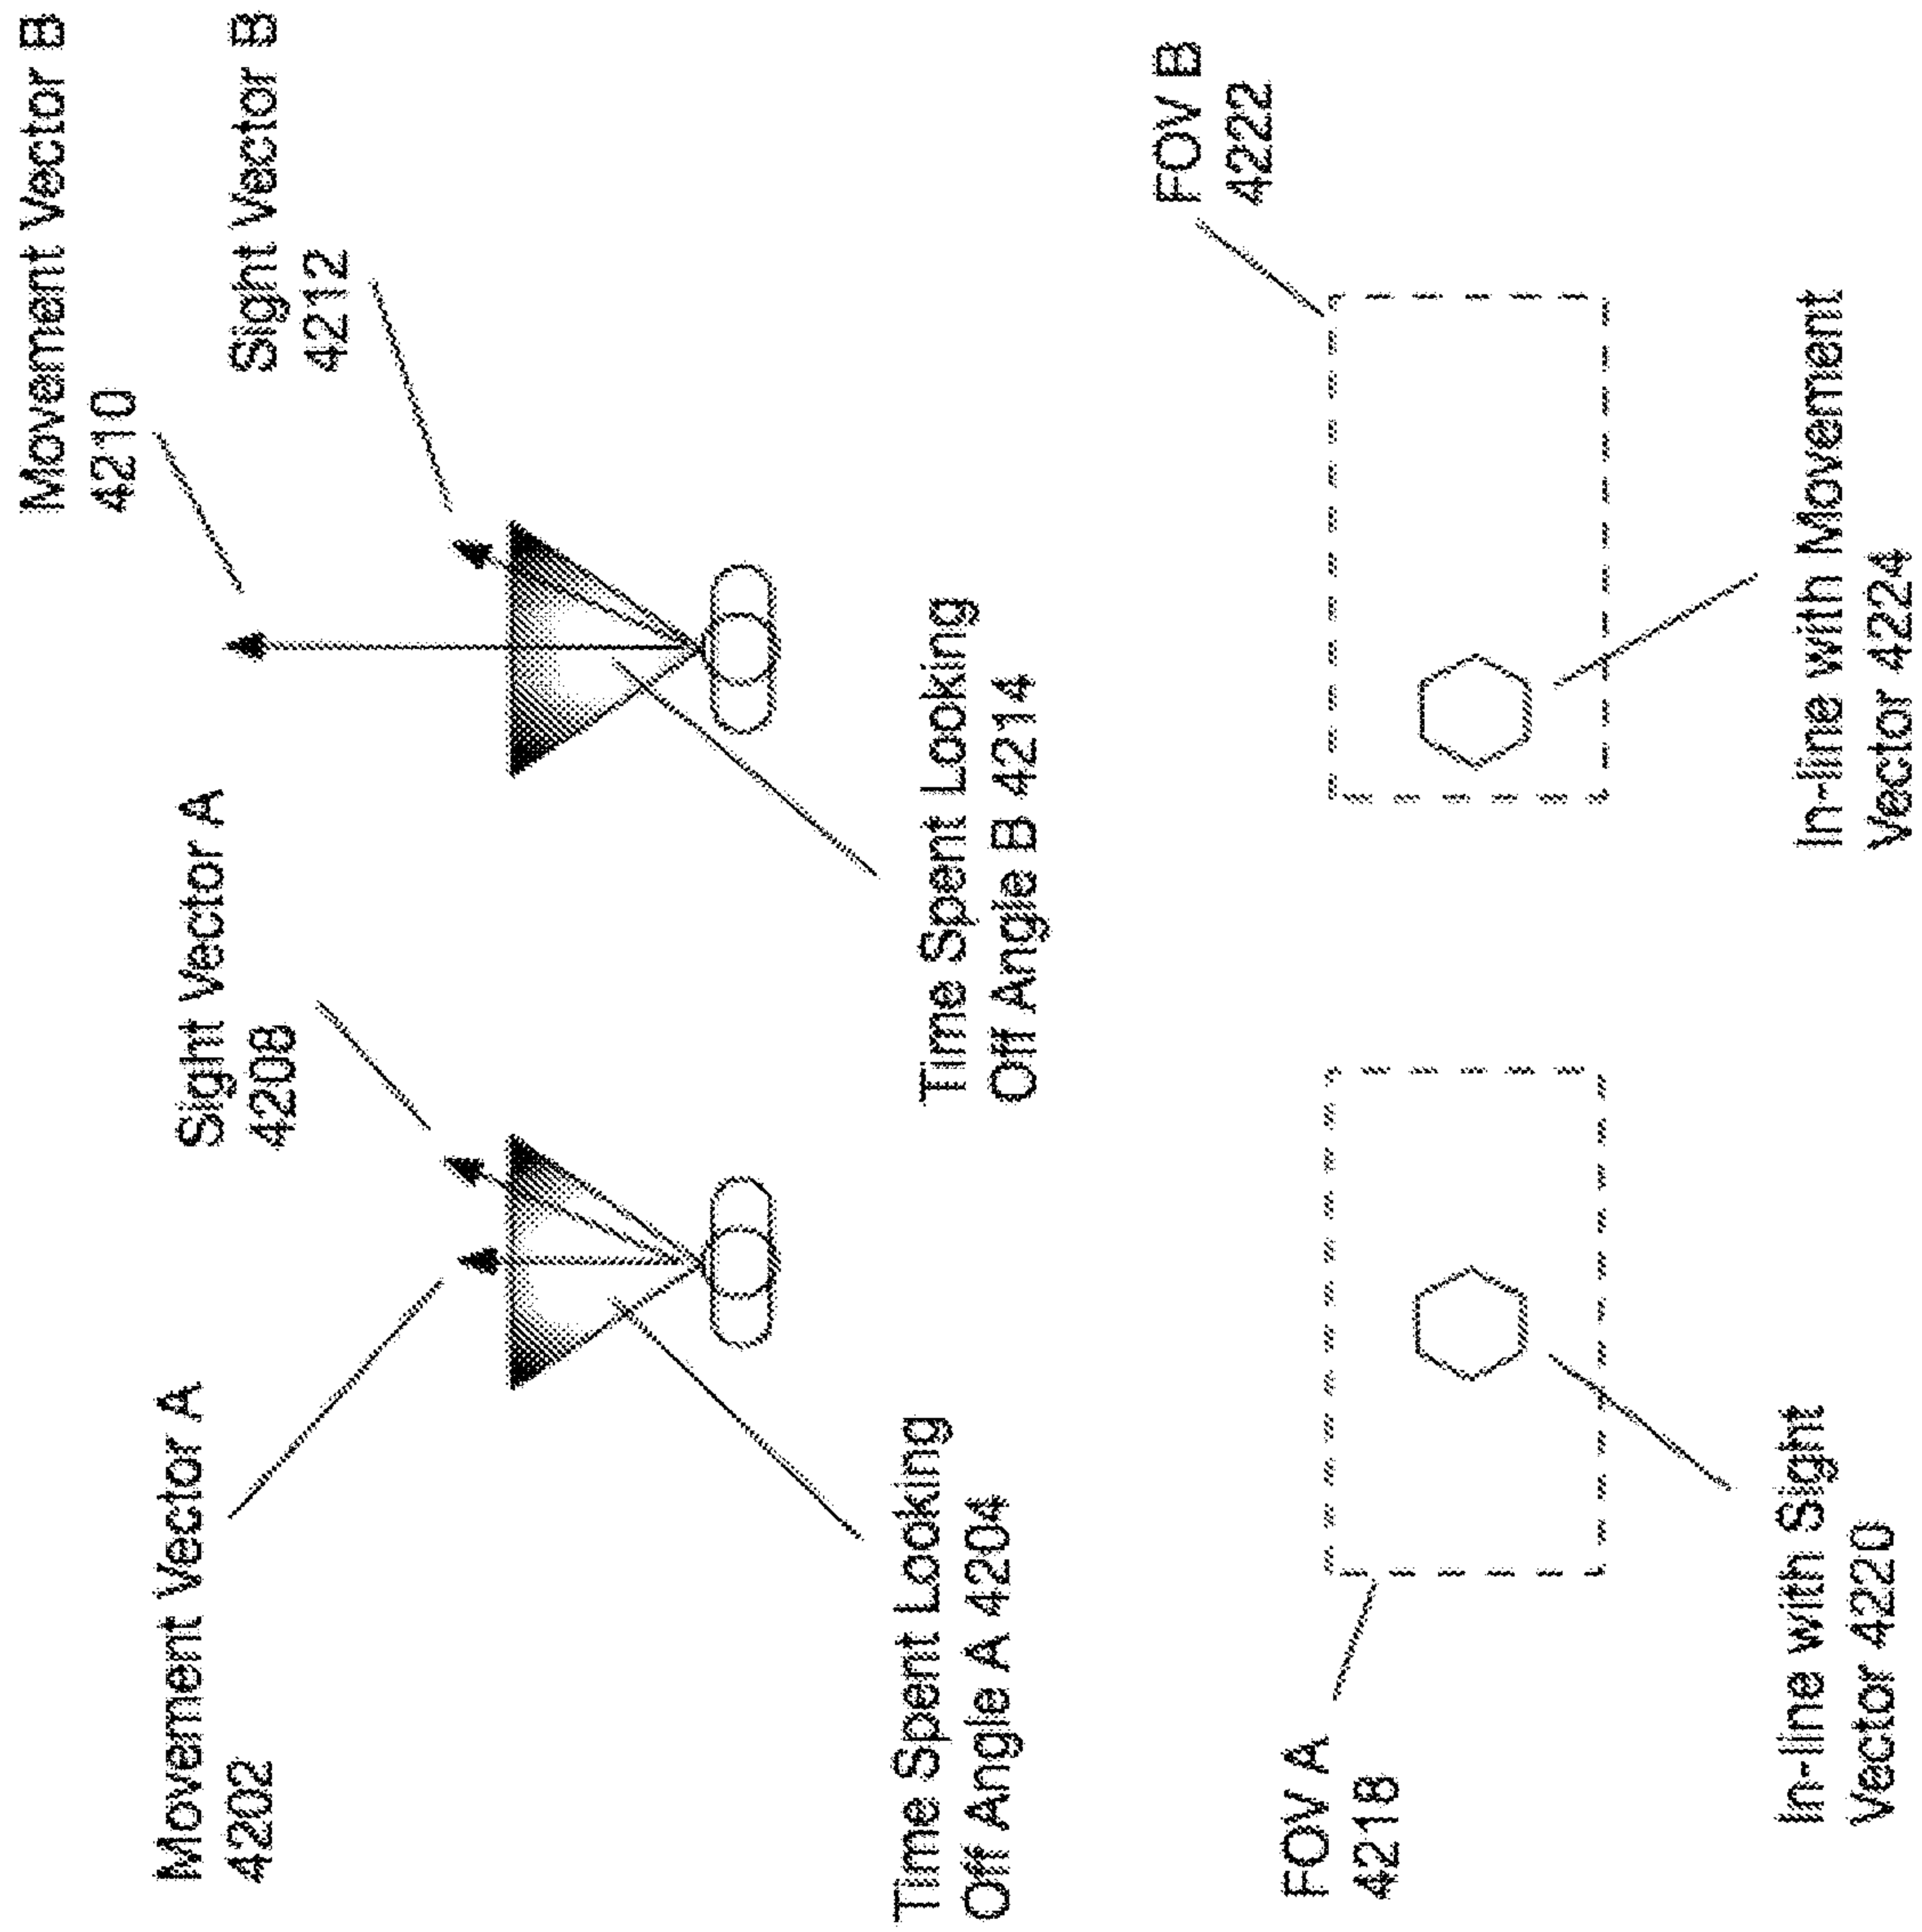 Movement Vector A
4202
Sight Vector A
4208
Movement Vector B
4210
Sight Vector B
4212
Time Spent Looking
Off Angle A 4204
Time Spent Looking
Off Angle B 4214
FOV A
4218
FOV B
4222
In-line with Sight
Vector 4220
In-line with Movement
Vector 4224